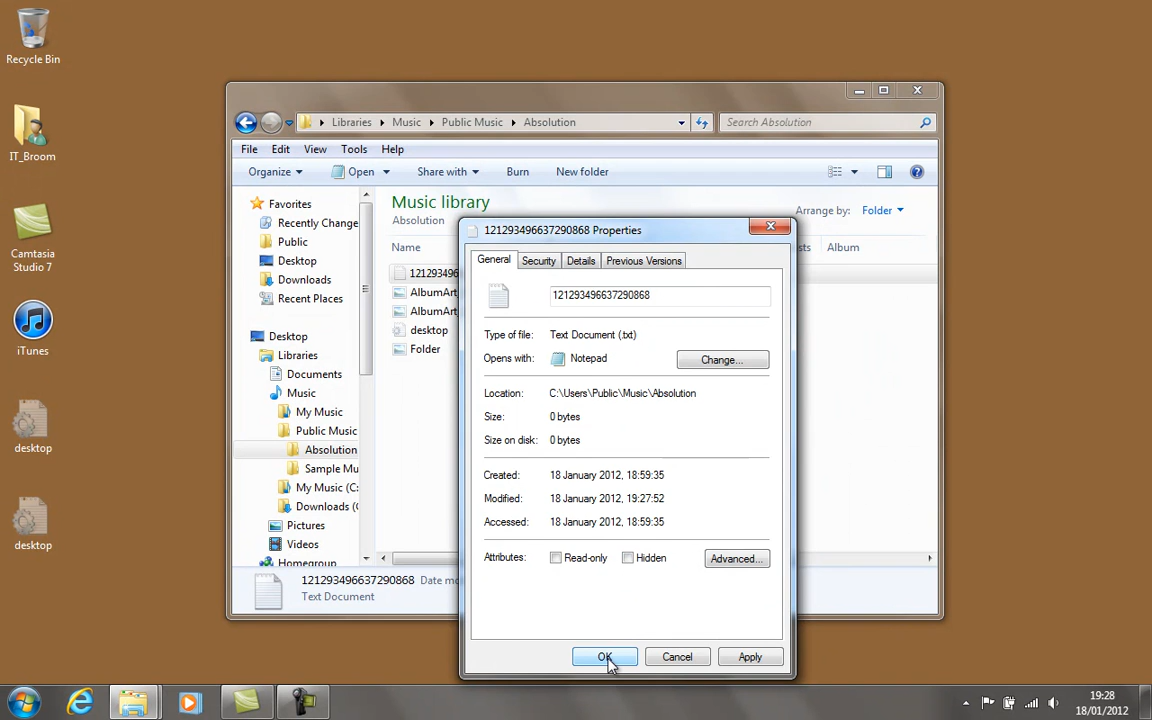 Recycle Bin
IT_Broom
Camtasia
Studio 7
iTunes
desktop
desktop
Libraries Music Public Music Absolution
Search Absolution
File Edit View Tools Help
Organize Open Share with Burn New folder
Favorites
Recently Change
Public
Desktop
Downloads
Recent Places
Desktop
Libraries
Documents
Music
My Music
Public Music
Absolution
Sample Mu
My Music (C:
Downloads (
Pictures
Videos
Homegroup
Music library
Absolution
Arrange by: Folder
Name
Album
121293496
AlbumArt_
AlbumArt_
desktop
Folder
121293496637290868 Date mo
Text Document
121293496637290868 Properties
General Security Details Previous Versions
121293496637290868
Type of file: Text Document (.txt)
Opens with: Notepad Change...
Location: C:\Users\Public\Music\Absolution
Size: 0 bytes
Size on disk: 0 bytes
Created: 18 January 2012, 18:59:35
Modified: 18 January 2012, 19:27:52
Accessed: 18 January 2012, 18:59:35
Attributes: Read-only Hidden Advanced...
OK Cancel Apply
19:28
18/01/2012